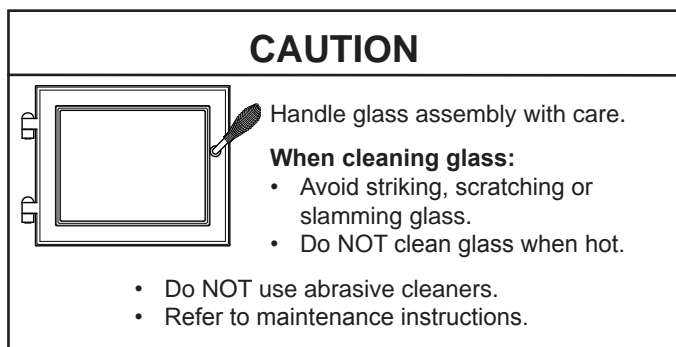 CAUTION
Handle glass assembly with care.
When cleaning glass:
• Avoid striking, scratching or
slamming glass.
• Do NOT clean glass when hot.
• Do NOT use abrasive cleaners.
• Refer to maintenance instructions.